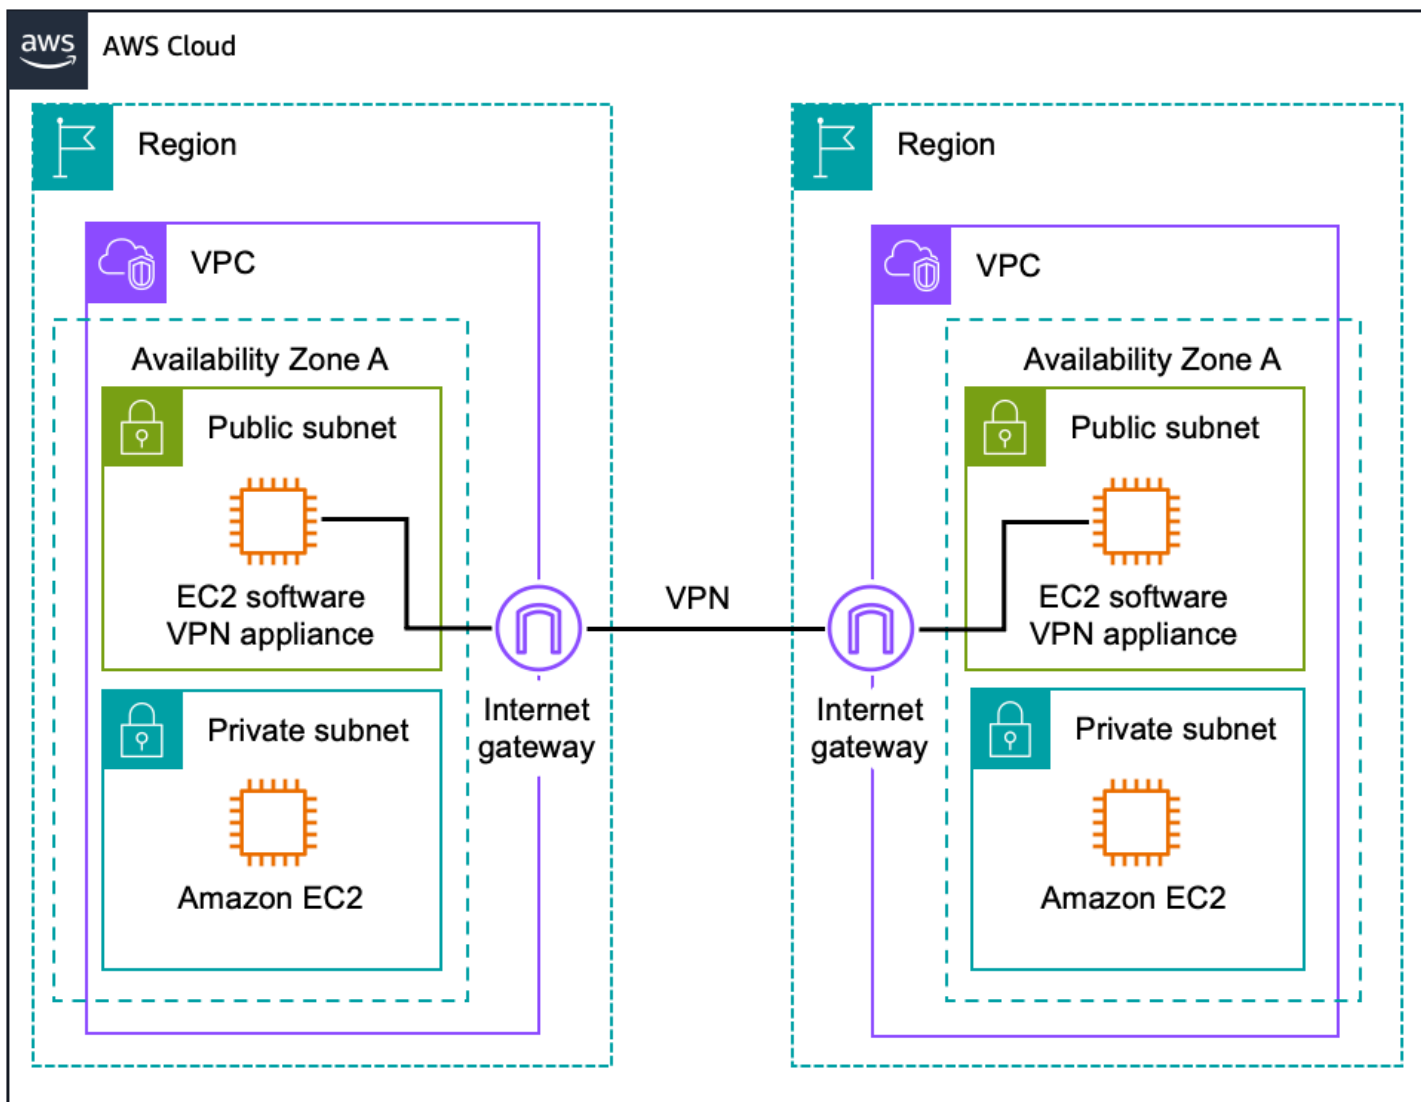 aws
AWS Cloud
Region
VPC
Availability Zone A
Public subnet
EC2 software
VPN appliance
Private subnet
Amazon EC2
Internet
gateway
VPN
Region
VPC
Availability Zone A
Public subnet
EC2 software
VPN appliance
Private subnet
Amazon EC2
Internet
gateway